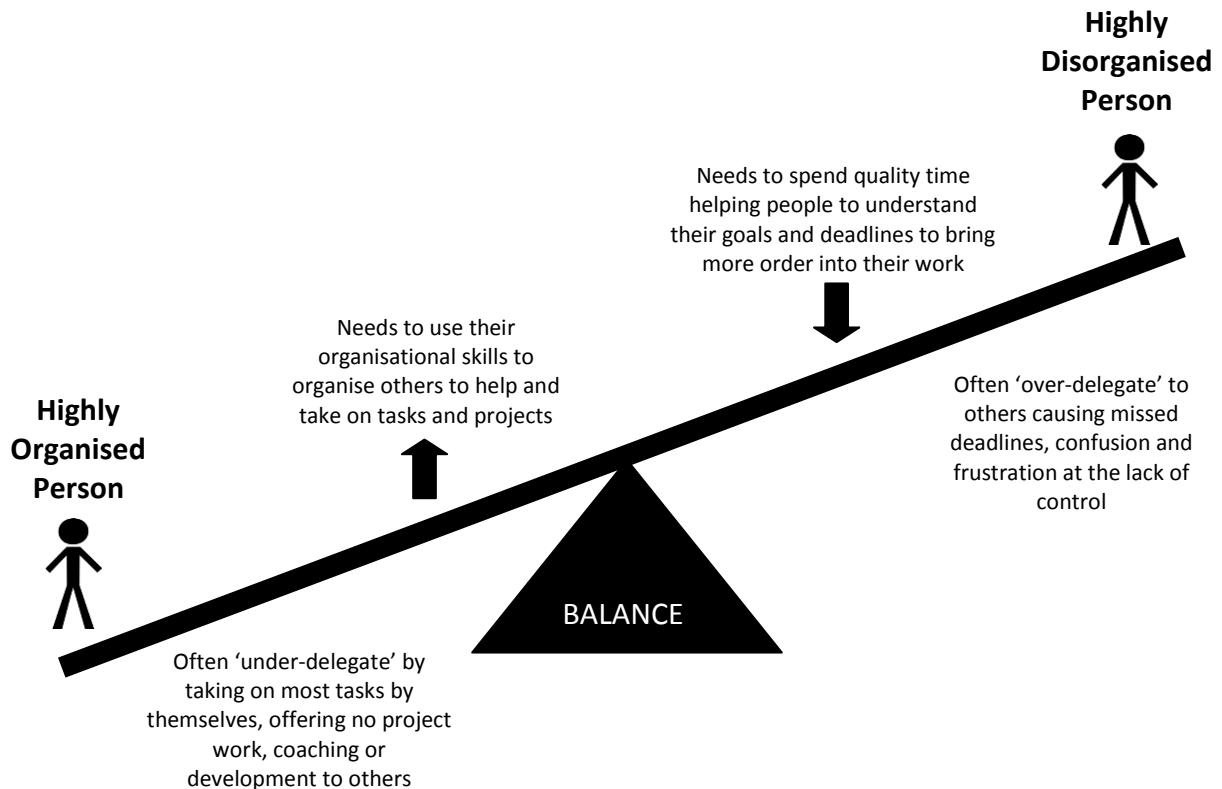 Highly
Disorganised
Person
Needs to spend quality time
helping people to understand
their goals and deadlines to bring
more order into their work
Needs to use their
organisational skills to
organise others to help and
take on tasks and projects
Highly
Organised
Person
Often ‘over-delegate’ to
others causing missed
deadlines, confusion and
frustration at the lack of
control
BALANCE
Often ‘under-delegate’ by
taking on most tasks by
themselves, offering no project
work, coaching or
development to others